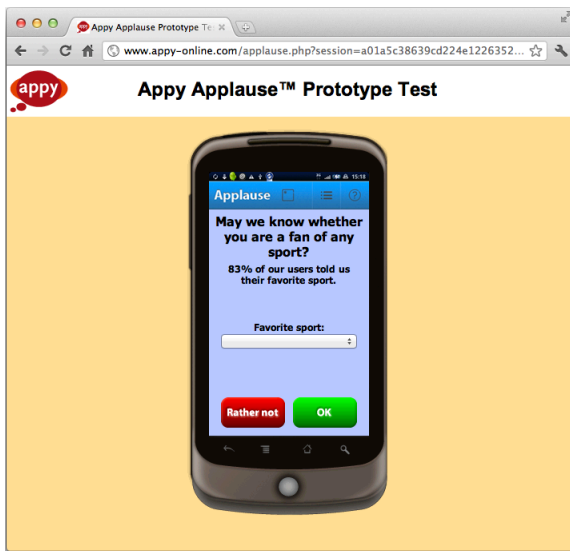 Appy Applause Prototype Te
www.appy-online.com/applause.php?session=a01a5c38639cd224e1226352...
appy
Appy Applause™ Prototype Test
15:18
Applause
May we know whether
you are a fan of any
sport?
83% of our users told us
their favorite sport.
Favorite sport:
Rather not
OK